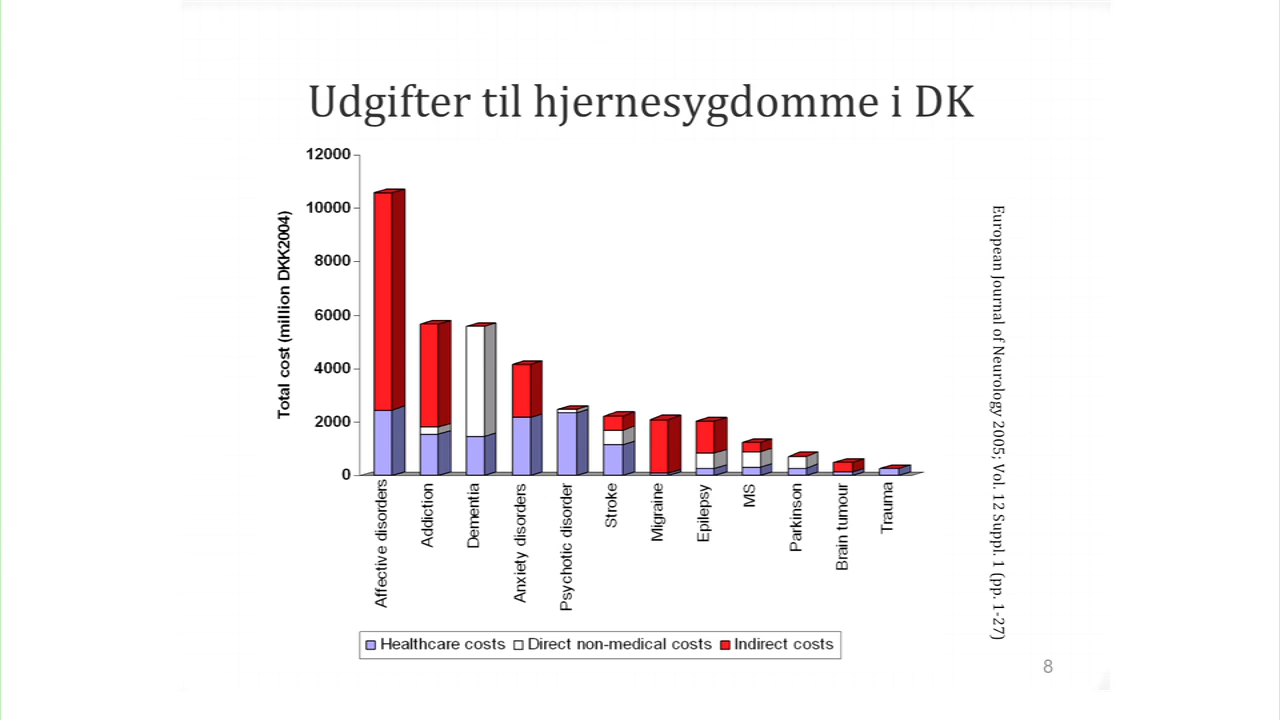 Udgifter til hjernesygdomme i DK
Total cost (million DKK2004)
12000
10000
8000
6000
4000
2000
0
Affective disorders
Addiction
Dementia
Anxiety disorders
Psychotic disorder
Stroke
Migraine
Epilepsy
MS
Parkinson
Brain tumour
Trauma
Healthcare costs Direct non-medical costs Indirect costs
European Journal of Neurology 2005; Vol. 12 Suppl. 1 (pp. 1-27)
8